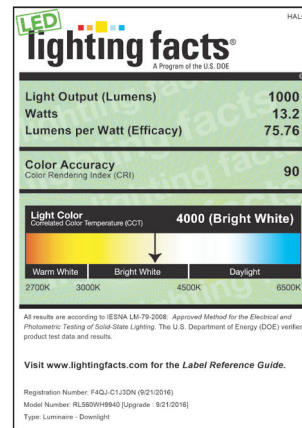 HAL
LED
lighting facts®
A Program of the U.S. DOE
Light Output (Lumens) 1000
Watts 13.2
Lumens per Watt (Efficacy) 75.76
Color Accuracy
Color Rendering Index (CRI) 90
Light Color
Correlated Color Temperature (CCT) 4000 (Bright White)
Warm White Bright White Daylight
2700K 3000K 4500K 6500K
All results are according to IESNA LM-79-2008: Approved Method for the Electrical and
Photometric Testing of Solid-State Lighting. The U.S. Department of Energy (DOE) verifies
product test data and results.
Visit www.lightingfacts.com for the Label Reference Guide.
Registration Number: F4QJ-C1J3DN (9/21/2016)
Model Number: RL560WH9940 [Upgrade : 9/21/2016]
Type: Luminaire - Downlight